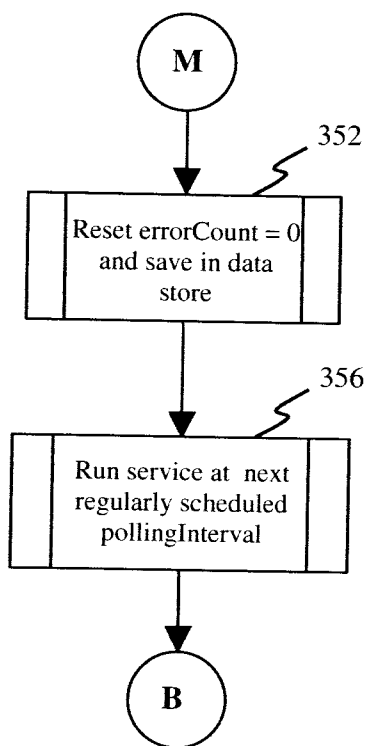 M
352
Reset errorCount = 0
and save in data
store
356
Run service at next
regularly scheduled
pollingInterval
B